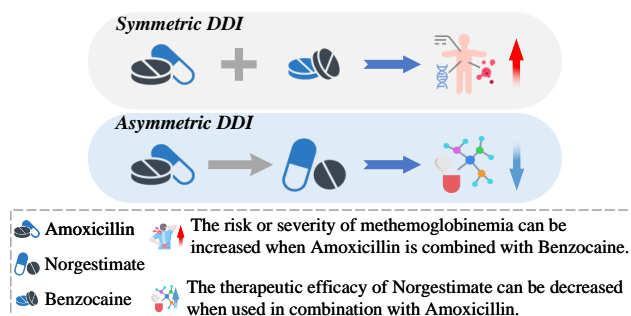 Symmetric DDI
Asymmetric DDI
Amoxicillin
Norgestimate
Benzocaine
The risk or severity of methemoglobinemia can be
increased when Amoxicillin is combined with Benzocaine.
The therapeutic efficacy of Norgestimate can be decreased
when used in combination with Amoxicillin.